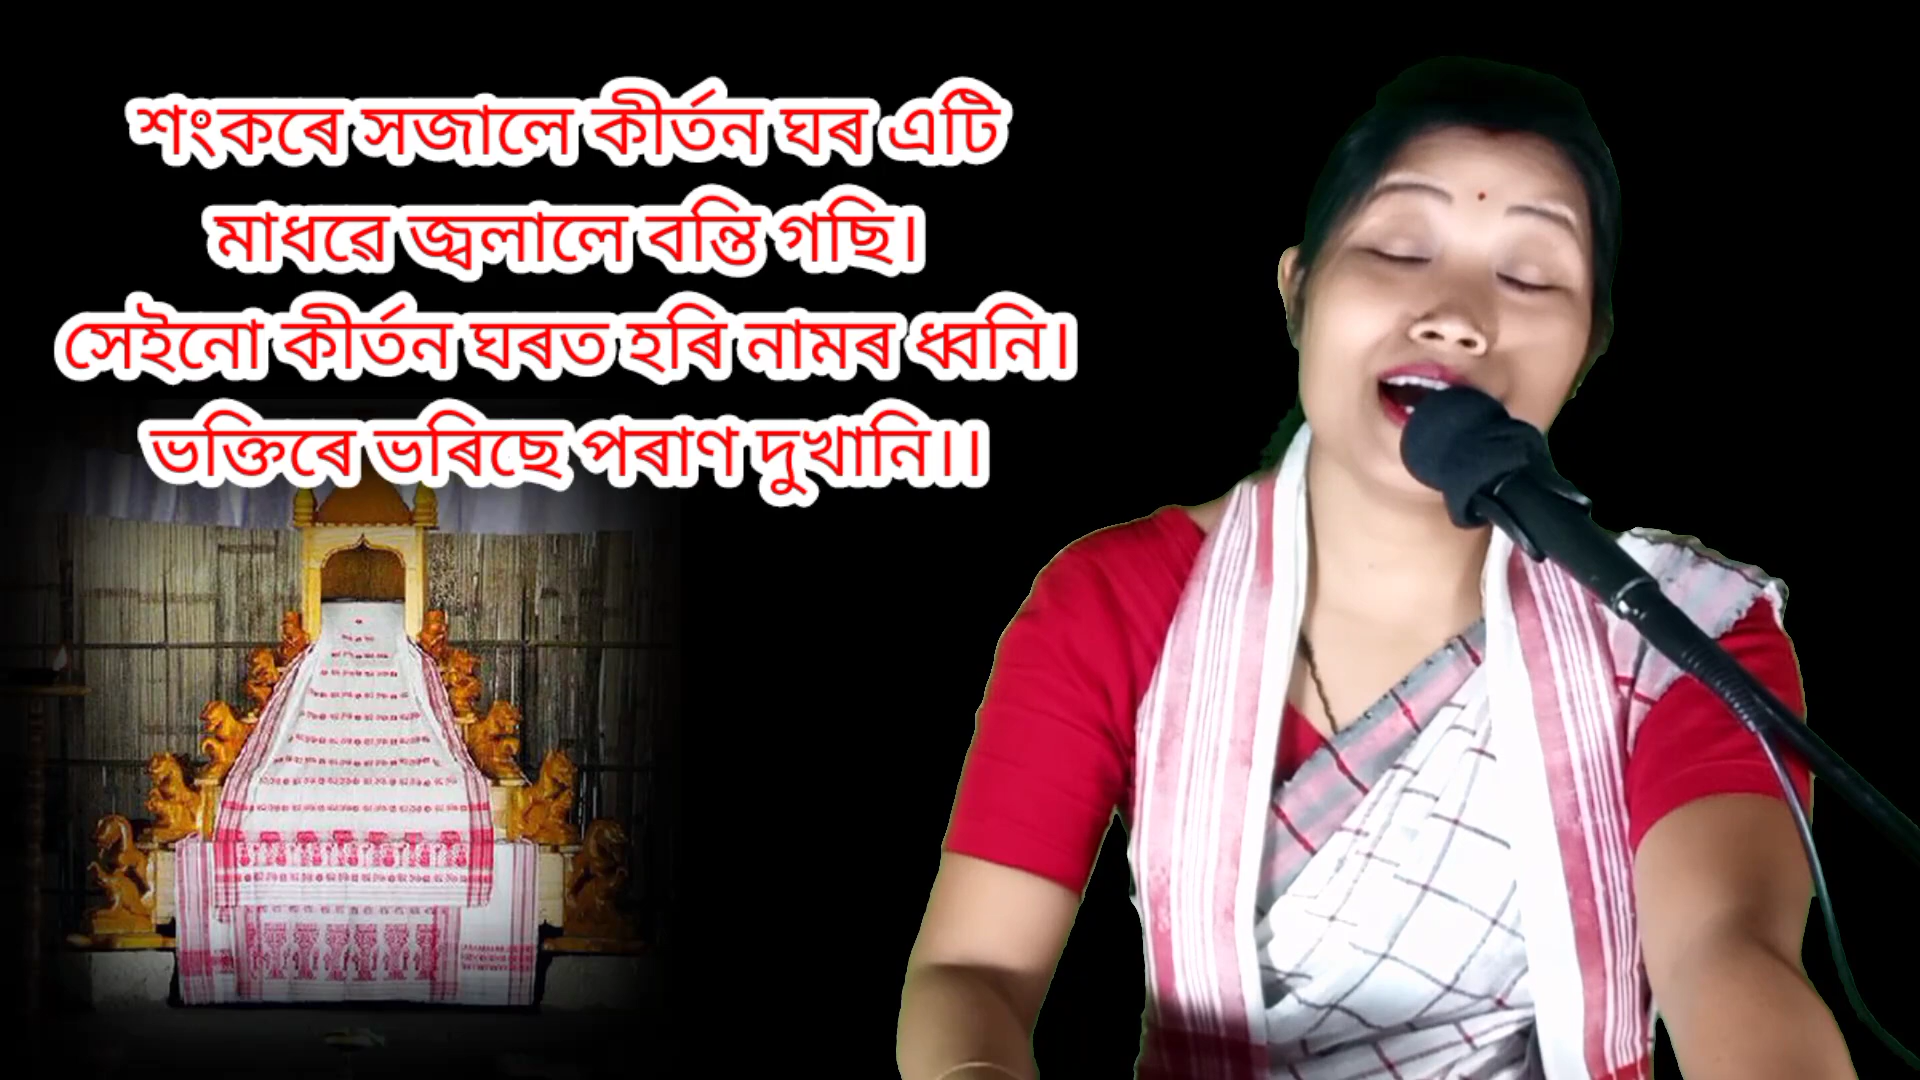 শংকৰে সজালে কীৰ্তন ঘৰ এটি
মাধৱে জ্বলালে বন্তি গছি।
সেইনো কীৰ্তন ঘৰত হৰি নামৰ ধ্বনি।
ভক্তিৰে ভৰিছে পৰাণ দুখানি।।